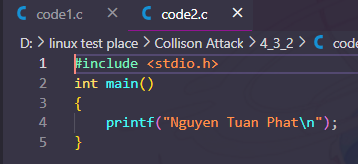 C code1.c C code2.c X
D: > linux test place > Collison Attack > 4_3_2 > C code
1 #include <stdio.h>
2 int main()
3 {
4 printf("Nguyen Tuan Phat\n");
5 }